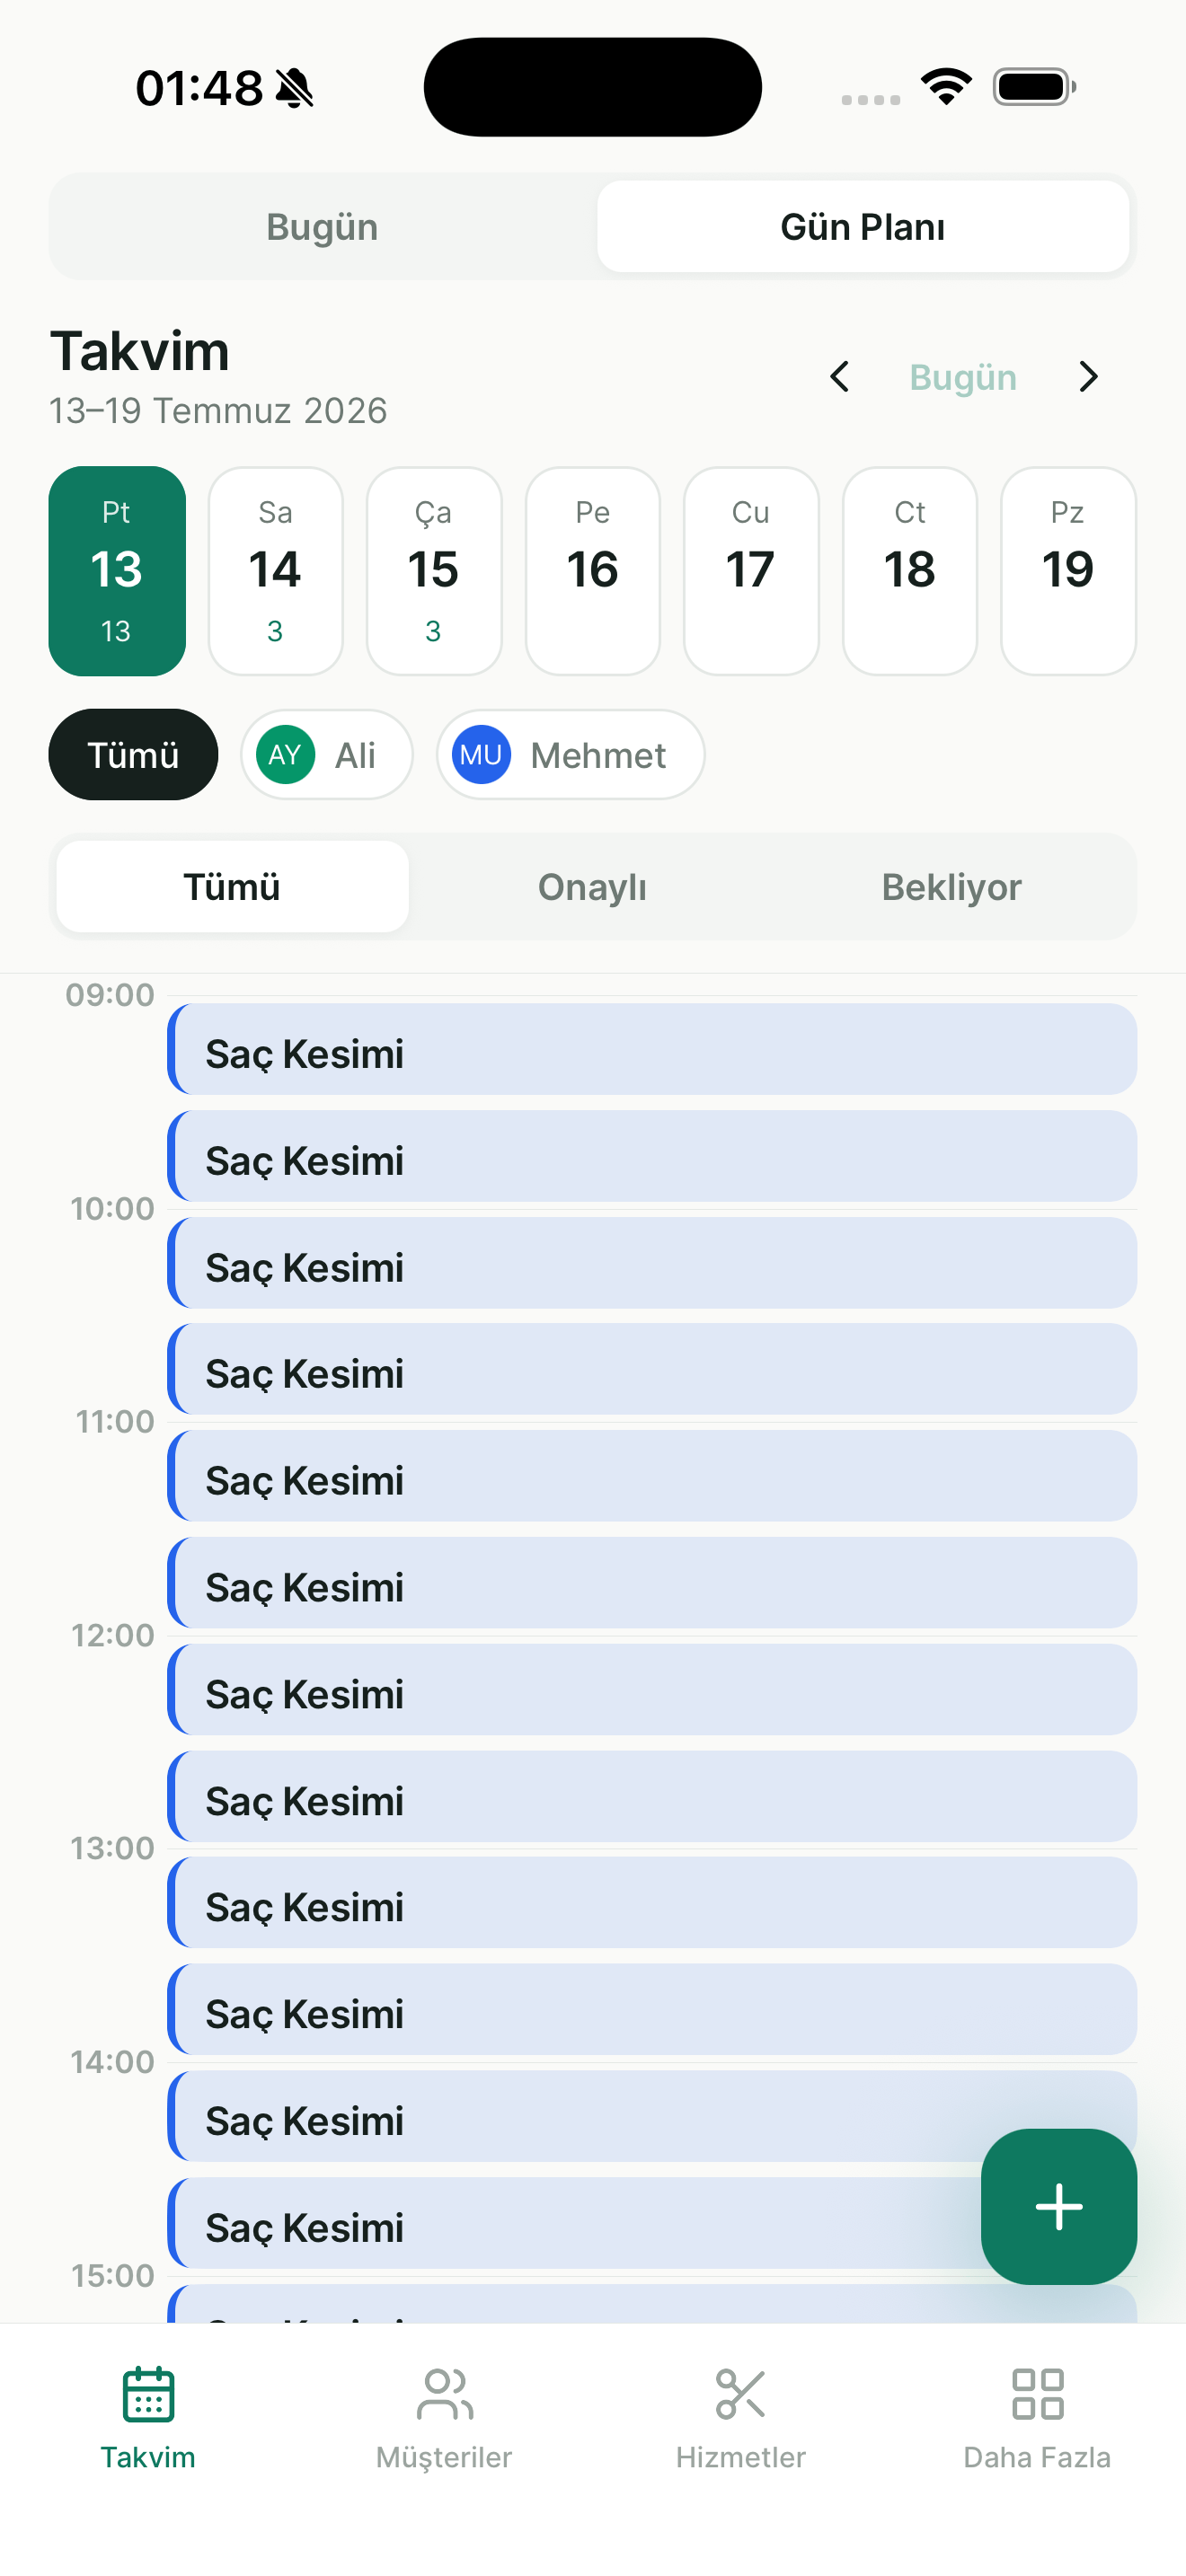 01:48
Bugün Gün Planı
Takvim
13–19 Temmuz 2026
Bugün
Pt Sa Ça Pe Cu Ct Pz
13 14 15 16 17 18 19
13 3 3
Tümü AY Ali MU Mehmet
Tümü Onaylı Bekliyor
09:00
Saç Kesimi
Saç Kesimi
10:00
Saç Kesimi
Saç Kesimi
11:00
Saç Kesimi
Saç Kesimi
12:00
Saç Kesimi
Saç Kesimi
13:00
Saç Kesimi
Saç Kesimi
14:00
Saç Kesimi
Saç Kesimi
15:00
Takvim Müşteriler Hizmetler Daha Fazla